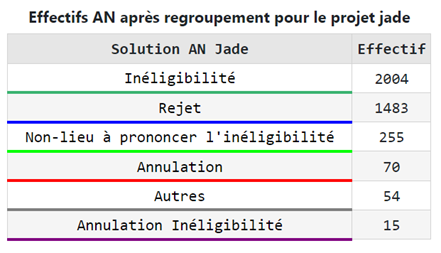 Effectifs AN après regroupement pour le projet jade
Solution AN Jade Effectif
Inéligibilité 2004
Rejet 1483
Non-lieu à prononcer l'inéligibilité 255
Annulation 70
Autres 54
Annulation Inéligibilité 15